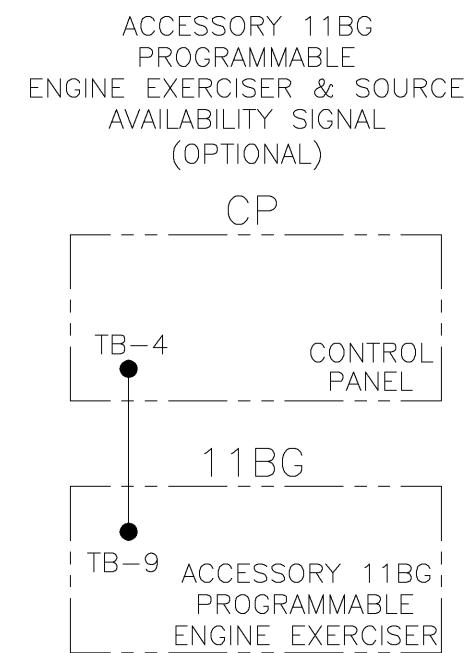 ACCESSORY 11BG
PROGRAMMABLE
ENGINE EXERCISER & SOURCE
AVAILABILITY SIGNAL
(OPTIONAL)
CP
TB-4
CONTROL
PANEL
11BG
TB-9
ACCESSORY 11BG
PROGRAMMABLE
ENGINE EXERCISER